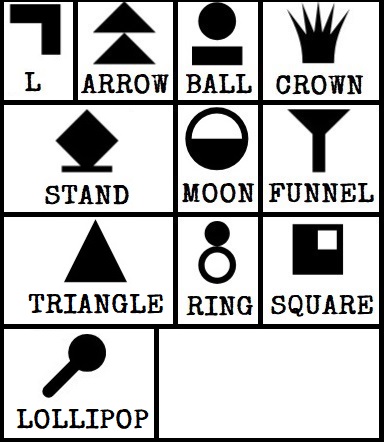 L ARROW BALL CROWN
STAND MOON FUNNEL
TRIANGLE RING SQUARE
LOLLIPOP